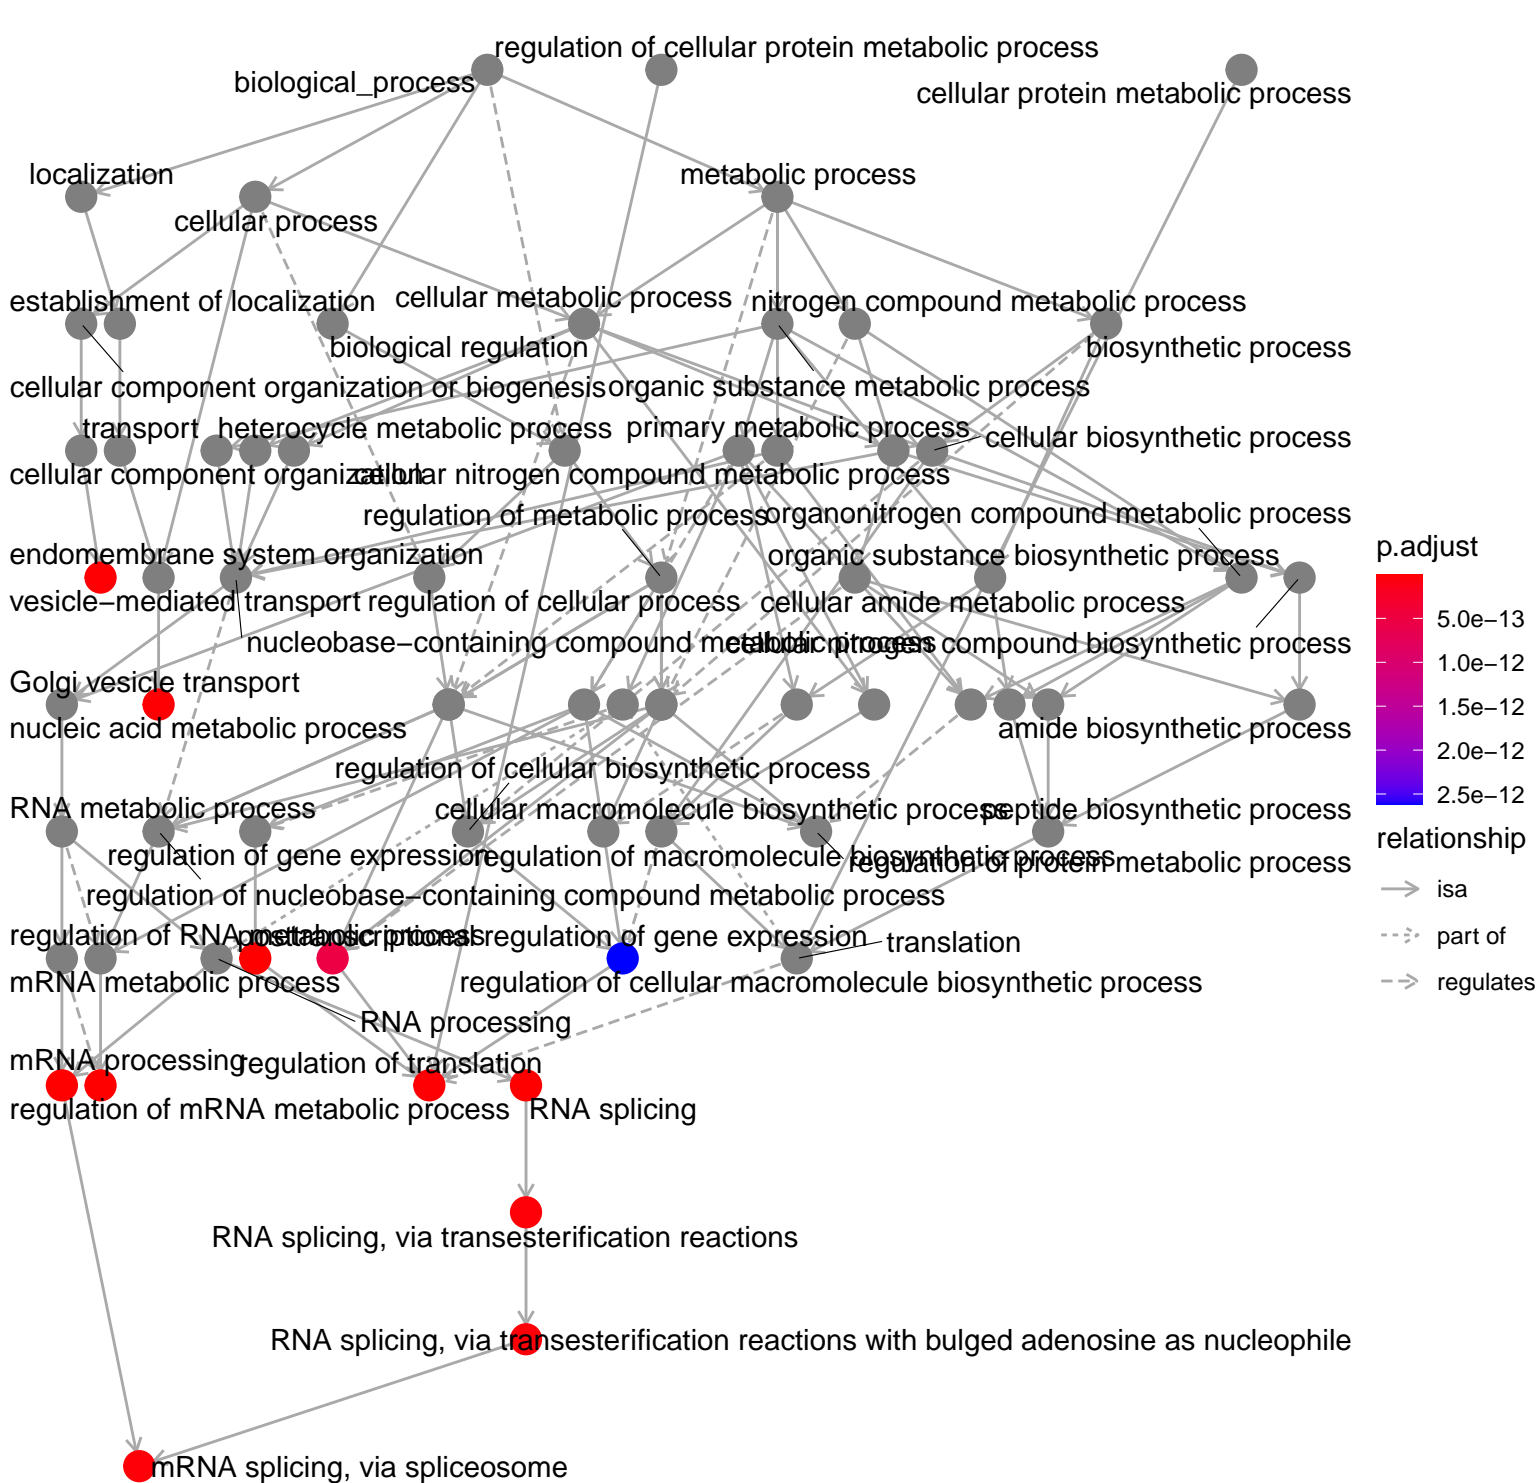 regulation of cellular protein metabolic process
biological_process
cellular protein metabolic process
localization
metabolic process
cellular process
establishment of localization
cellular metabolic process
nitrogen compound metabolic process
biological regulation
biosynthetic process
cellular component organization or biogenesis
organic substance metabolic process
transport
heterocycle metabolic process
primary metabolic process
cellular biosynthetic process
cellular component organization
cellular nitrogen compound metabolic process
regulation of metabolic process
organonitrogen compound metabolic process
endomembrane system organization
organic substance biosynthetic process
vesicle−mediated transport
regulation of cellular process
cellular amide metabolic process
nucleobase−containing compound metabolic process
cellular nitrogen compound biosynthetic process
Golgi vesicle transport
nucleic acid metabolic process
amide biosynthetic process
regulation of cellular biosynthetic process
RNA metabolic process
cellular macromolecule biosynthetic process
peptide biosynthetic process
regulation of gene expression
regulation of macromolecule biosynthetic process
regulation of protein metabolic process
regulation of nucleobase−containing compound metabolic process
regulation of RNA metabolic process
posttranscriptional regulation of gene expression
translation
mRNA metabolic process
regulation of cellular macromolecule biosynthetic process
RNA processing
mRNA processing
regulation of translation
regulation of mRNA metabolic process
RNA splicing
RNA splicing, via transesterification reactions
RNA splicing, via transesterification reactions with bulged adenosine as nucleophile
mRNA splicing, via spliceosome
p.adjust
5.0e−13
1.0e−12
1.5e−12
2.0e−12
2.5e−12
relationship
isa
part of
regulates